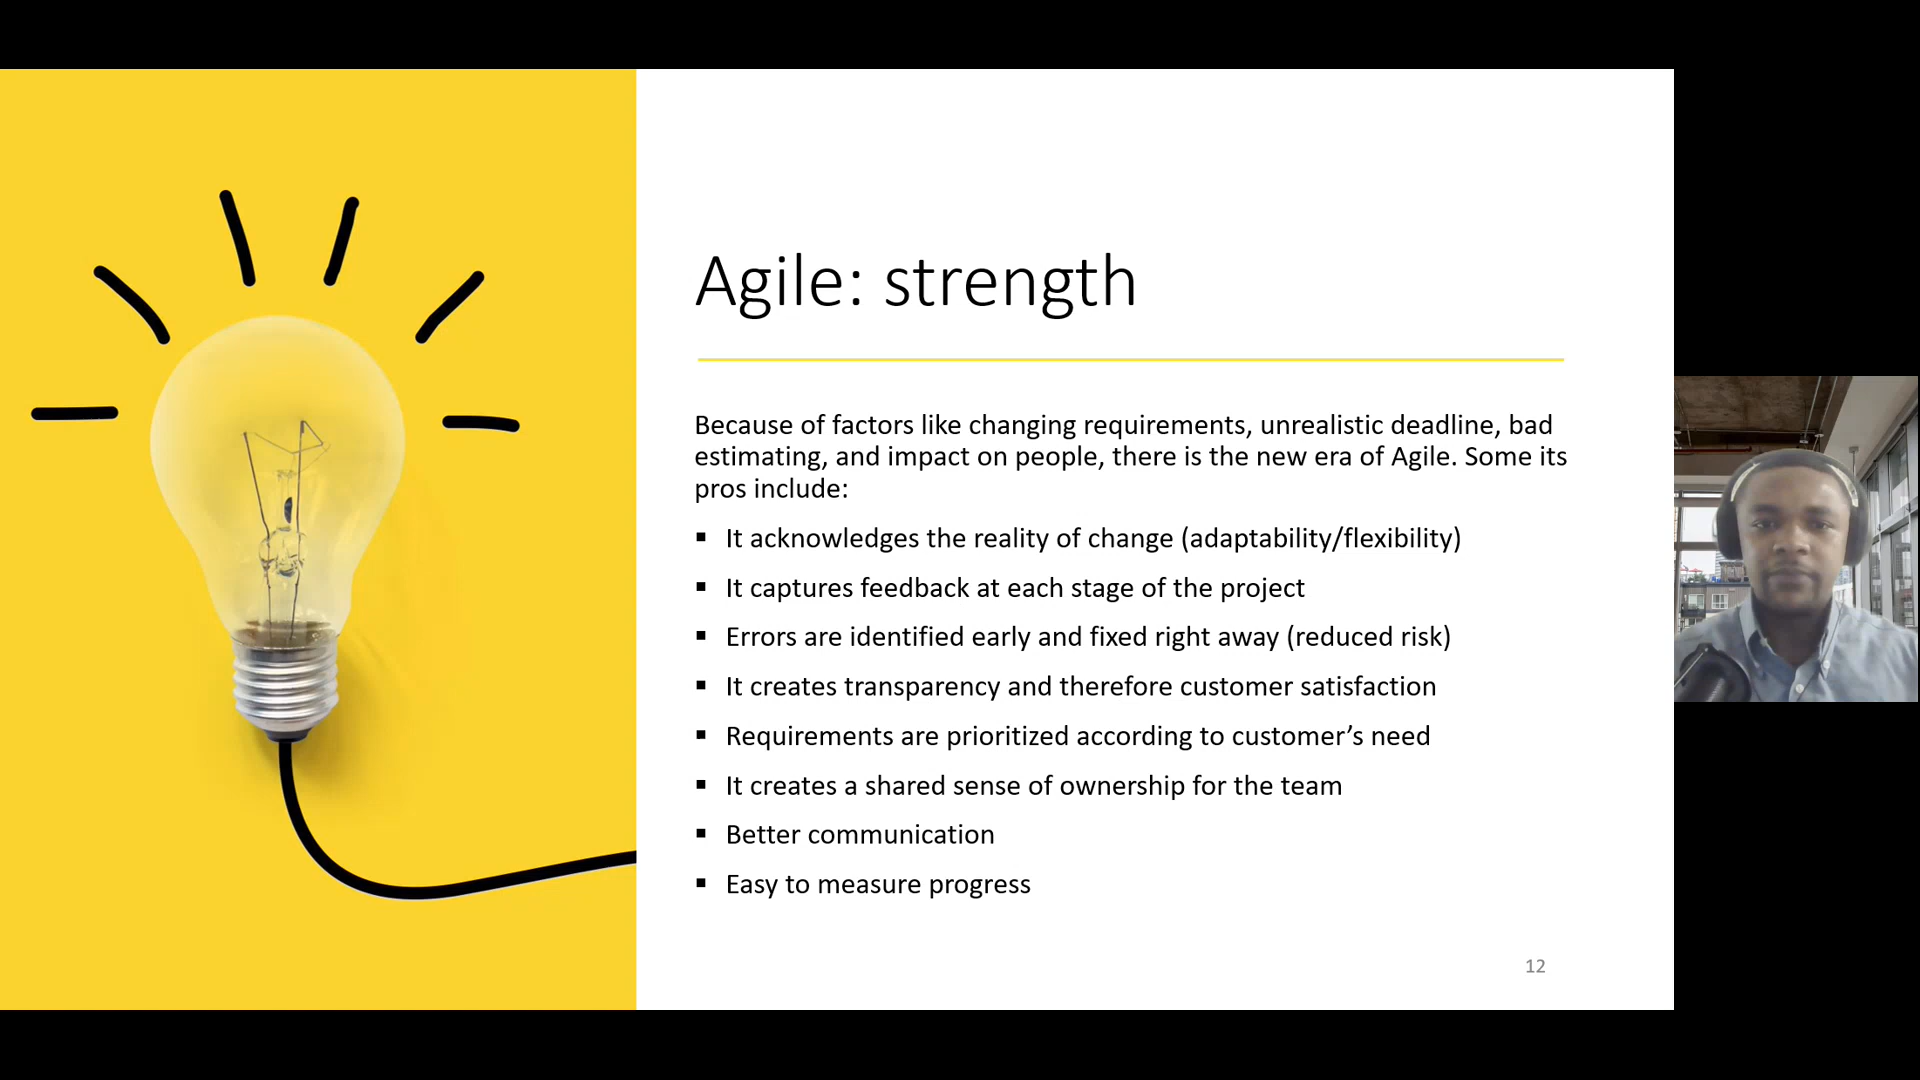 Agile: strength
Because of factors like changing requirements, unrealistic deadline, bad
estimating, and impact on people, there is the new era of Agile. Some its
pros include:
▪ It acknowledges the reality of change (adaptability/flexibility)
▪ It captures feedback at each stage of the project
▪ Errors are identified early and fixed right away (reduced risk)
▪ It creates transparency and therefore customer satisfaction
▪ Requirements are prioritized according to customer’s need
▪ It creates a shared sense of ownership for the team
▪ Better communication
▪ Easy to measure progress
12